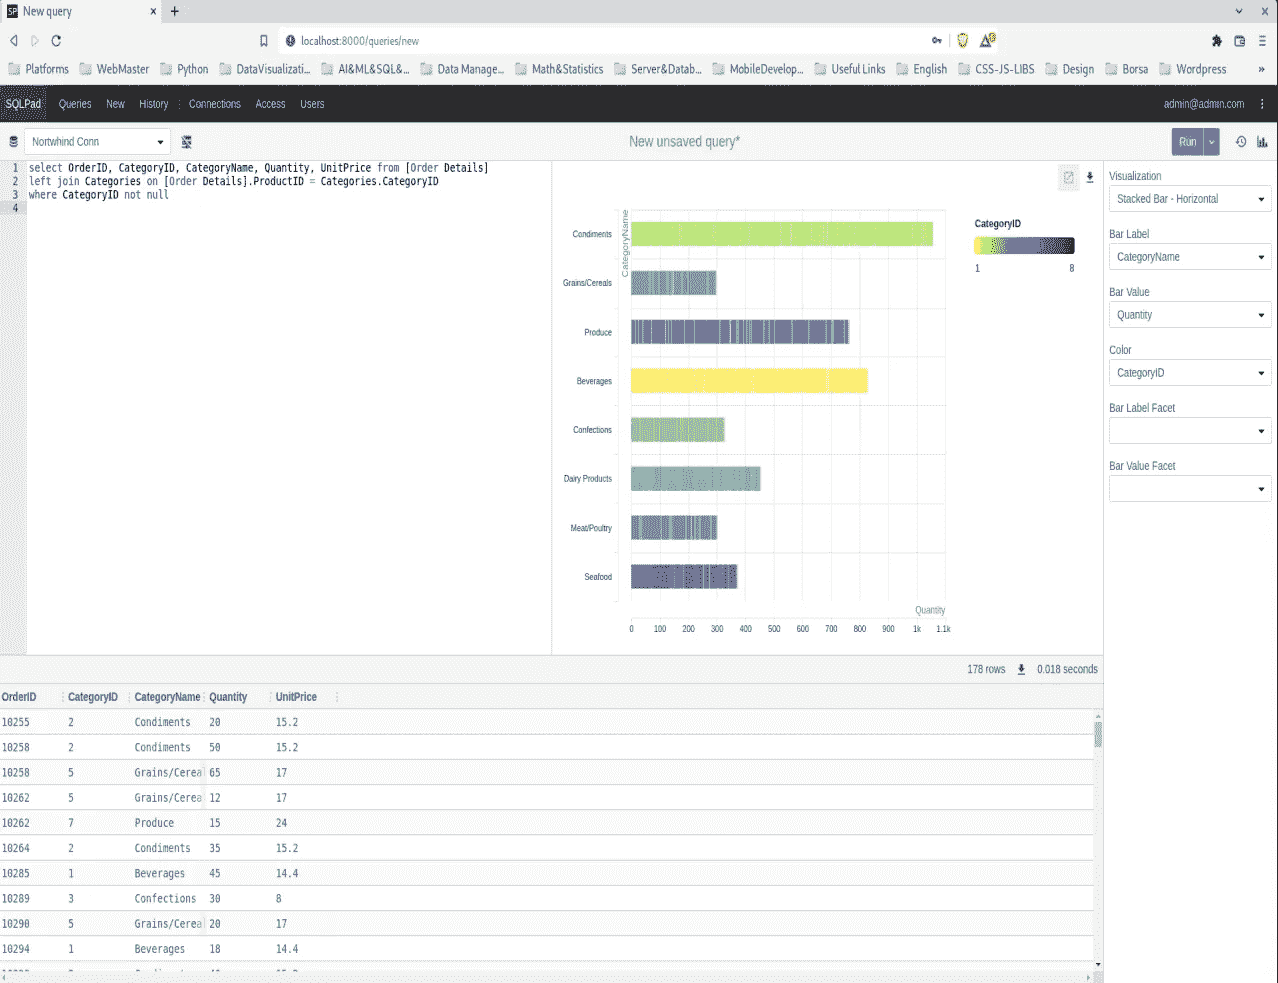 New query
localhost:8000/queries/new
Platforms WebMaster Python DataVisualizati... AI&ML&SQL&... Data Manage... Math&Statistics Server&Datab... MobileDevelop... Useful Links English CSS-JS-LIBS Design Borsa Wordpress »
SQLPad Queries New History Connections Access Users admin@admin.com
Nortwhind Conn New unsaved query* Run
1 select OrderID, CategoryID, CategoryName, Quantity, UnitPrice from [Order Details]
2 left join Categories on [Order Details].ProductID = Categories.CategoryID
3 where CategoryID not null
4
CategoryName
Condiments
Grains/Cereals
Produce
Beverages
Confections
Dairy Products
Meat/Poultry
Seafood
Quantity
0 100 200 300 400 500 600 700 800 900 1k 1.1k
CategoryID
1 8
Visualization
Stacked Bar - Horizontal
Bar Label
CategoryName
Bar Value
Quantity
Color
CategoryID
Bar Label Facet
Bar Value Facet
178 rows 0.018 seconds
OrderID CategoryID CategoryName Quantity UnitPrice
10255 2 Condiments 20 15.2
10258 2 Condiments 50 15.2
10258 5 Grains/Cerea 65 17
10262 5 Grains/Cerea 12 17
10262 7 Produce 15 24
10264 2 Condiments 35 15.2
10285 1 Beverages 45 14.4
10289 3 Confections 30 8
10290 5 Grains/Cerea 20 17
10294 1 Beverages 18 14.4